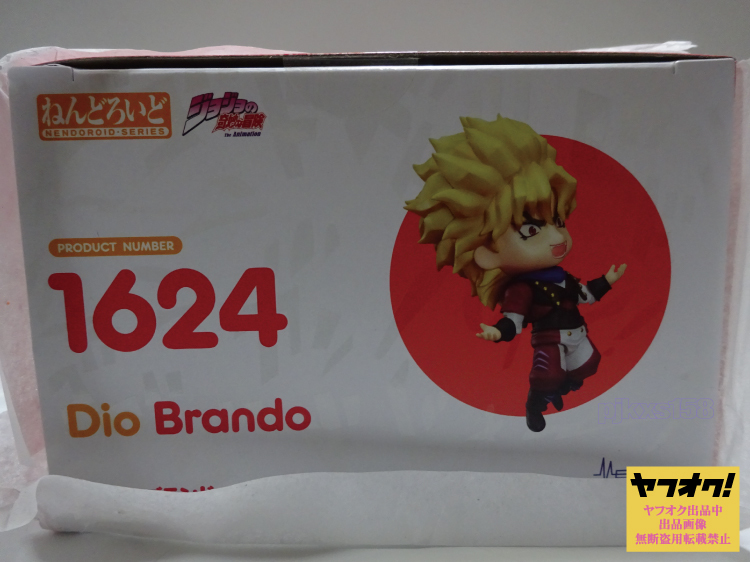 ねんどろいど
NENDOROID-SERIES
ジョジョの
奇妙な冒険
the Animation
PRODUCT NUMBER
1624
Dio Brando
ヤフオク!
ヤフオク出品中
出品画像
無断盗用転載禁止